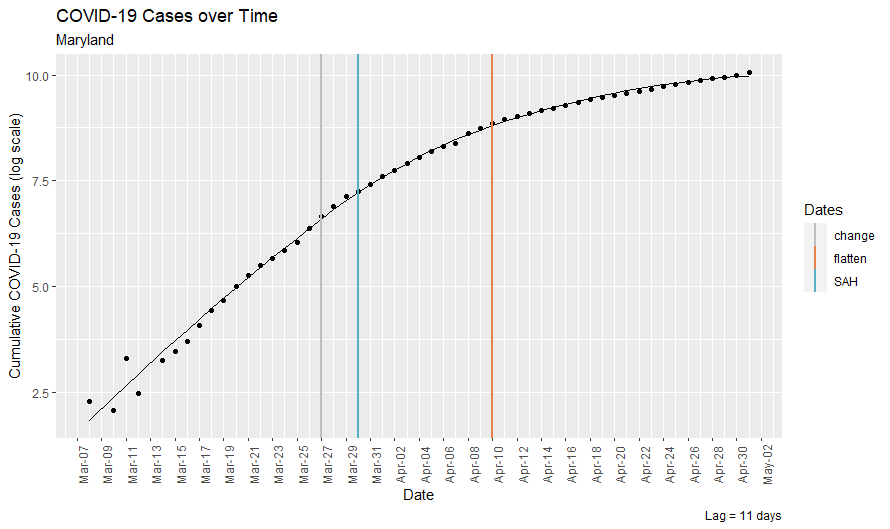 COVID-19 Cases over Time
Maryland
Cumulative COVID-19 Cases (log scale)
10.0
7.5
5.0
2.5
Mar-07
Mar-09
Mar-11
Mar-13
Mar-15
Mar-17
Mar-19
Mar-21
Mar-23
Mar-25
Mar-27
Mar-29
Mar-31
Apr-02
Apr-04
Apr-06
Apr-08
Apr-10
Apr-12
Apr-14
Apr-16
Apr-18
Apr-20
Apr-22
Apr-24
Apr-26
Apr-28
Apr-30
May-02
Date
Dates
change
flatten
SAH
Lag = 11 days